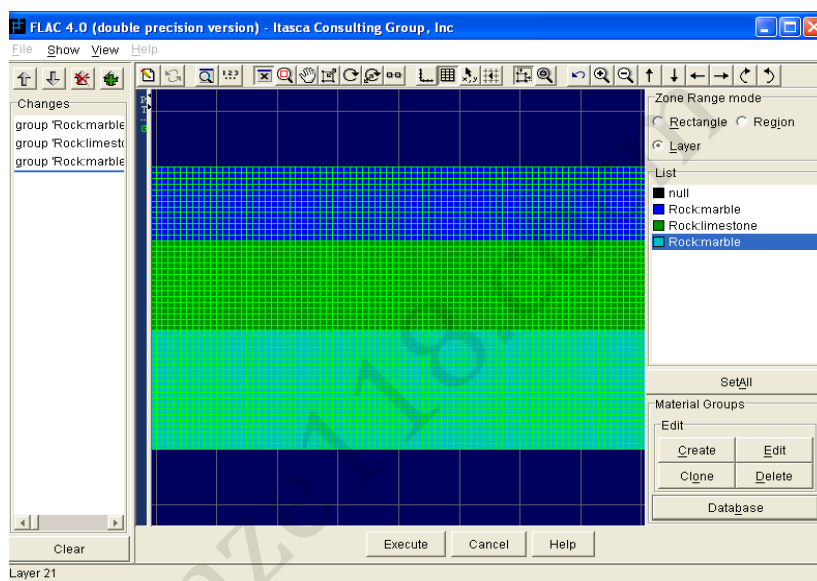 FLAC 4.0 (double precision version) - Itasca Consulting Group, Inc
File Show View Help
Changes
group 'Rock:marble
group 'Rock:limesto
group 'Rock:marble
Clear
Zone Range mode
Rectangle Region
Layer
List
null
Rock:marble
Rock:limestone
Rock:marble
SetAll
Material Groups
Edit
Create Edit
Clone Delete
Database
Execute Cancel Help
Layer 21